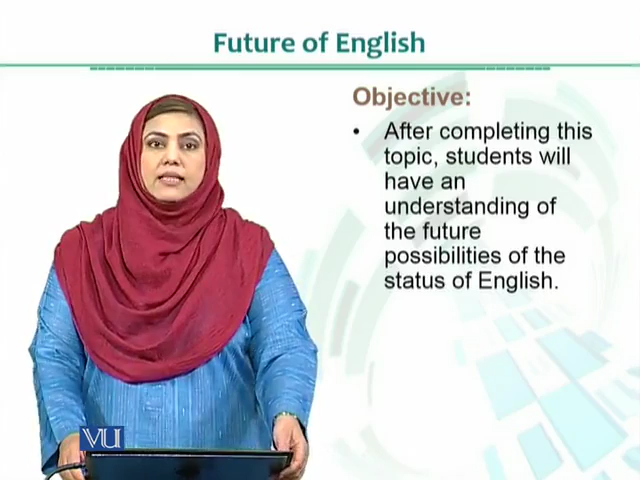 Future of English
Objective:
• After completing this
topic, students will
have an
understanding of
the future
possibilities of the
status of English.
VU